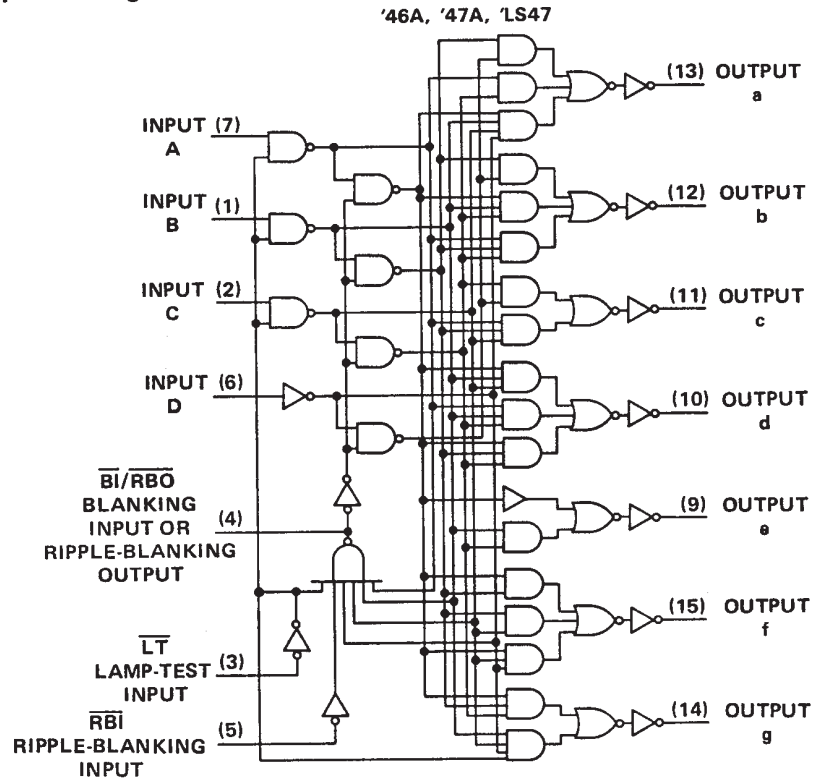 '46A, '47A, 'LS47
(13) OUTPUT
a
INPUT (7)
A
(12) OUTPUT
b
INPUT (1)
B
INPUT (2)
C
(11) OUTPUT
c
INPUT (6)
D
(10) OUTPUT
d
BI/RBO
BLANKING
INPUT OR (4)
RIPPLE-BLANKING
OUTPUT
(9) OUTPUT
e
(15) OUTPUT
f
LT
LAMP-TEST (3)
INPUT
(14) OUTPUT
g
RBI (5)
RIPPLE-BLANKING
INPUT